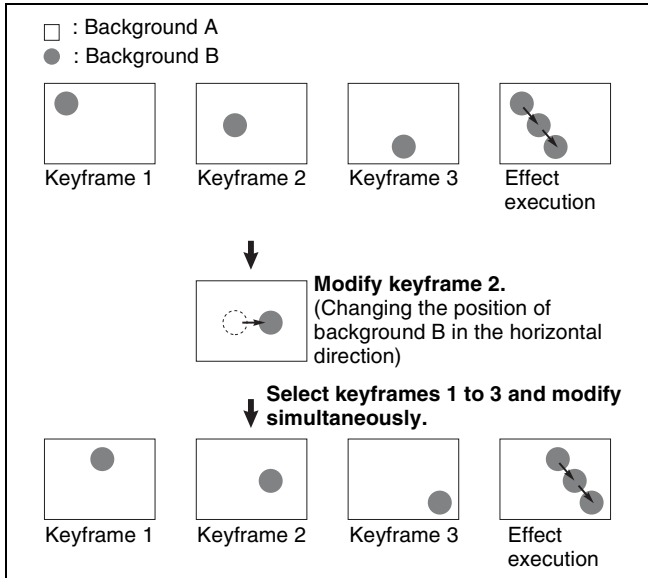 : Background A
: Background B
Keyframe 1
Keyframe 2
Keyframe 3
Effect
execution
Modify keyframe 2.
(Changing the position of
background B in the horizontal
direction)
Select keyframes 1 to 3 and modify
simultaneously.
Keyframe 1
Keyframe 2
Keyframe 3
Effect
execution